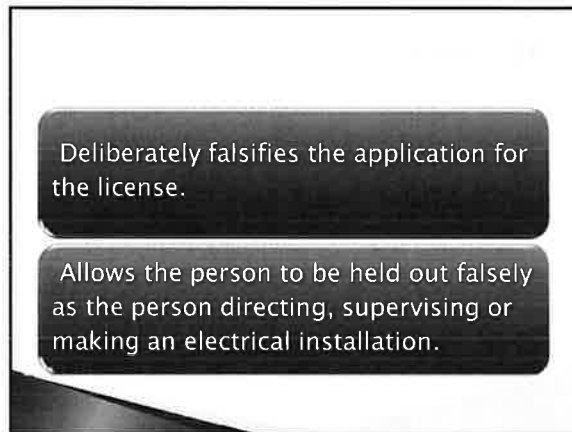 Deliberately falsifies the application for
the license.
Allows the person to be held out falsely
as the person directing, supervising or
making an electrical installation.